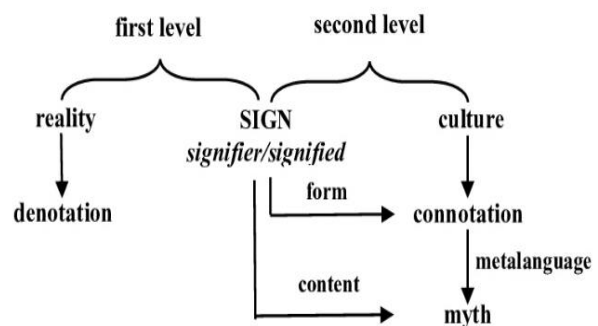 first level
second level
reality
SIGN
culture
signifier/signified
form
denotation
connotation
metalanguage
content
myth